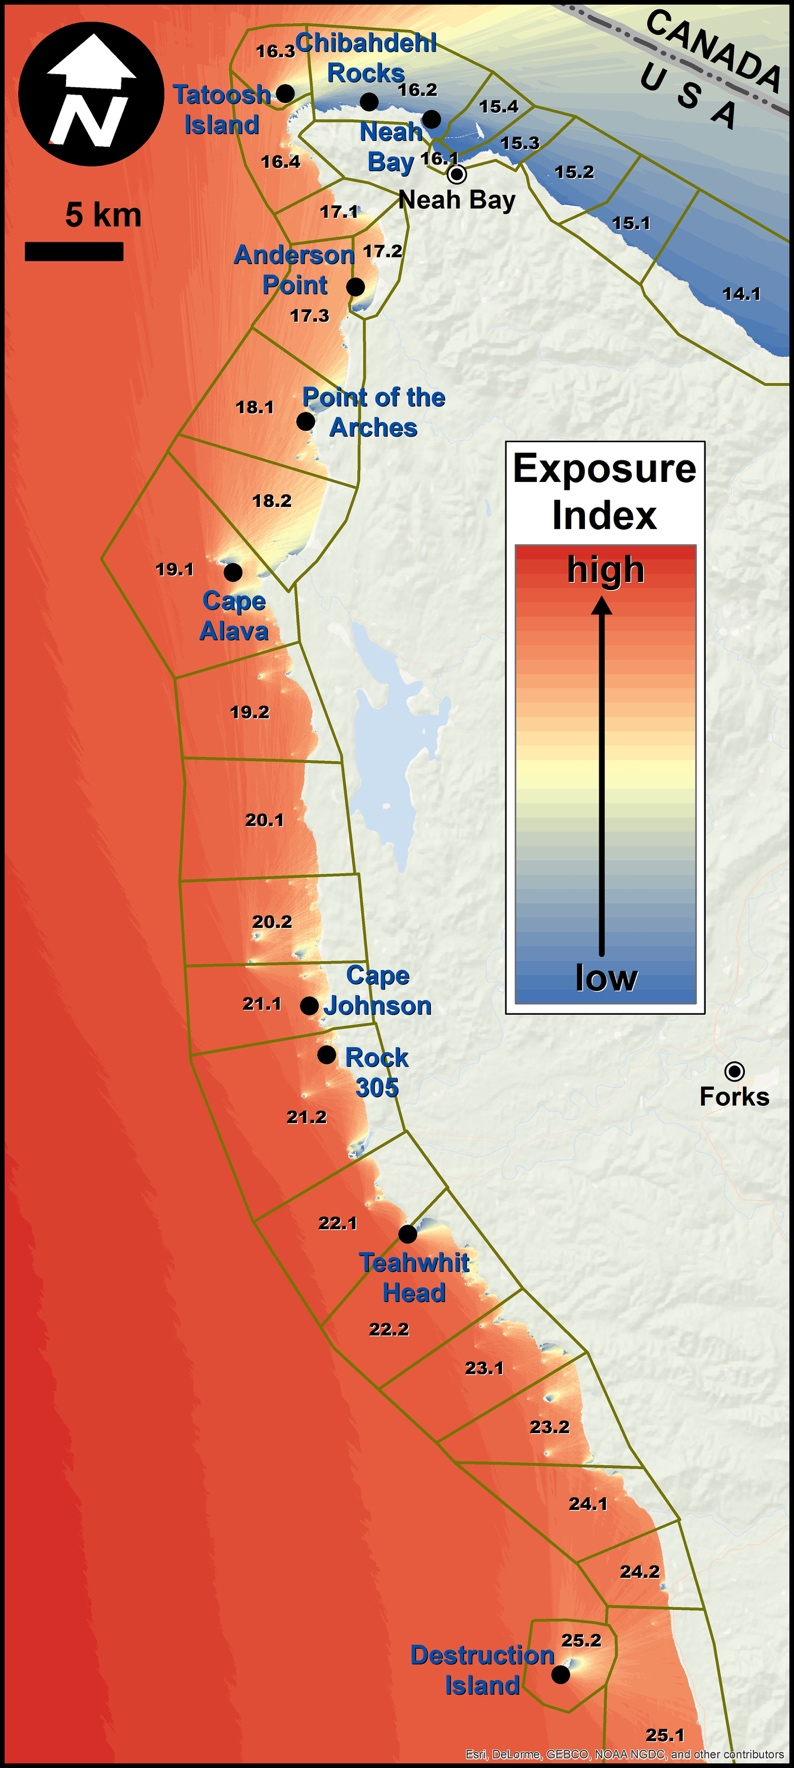 CANADA
U S A
16.3
Chibahdehl
Rocks
Tatoosh
Island
16.2
15.4
Neah
Bay
16.1
15.3
16.4
15.2
Neah Bay
N
5 km
17.1
15.1
Anderson
Point
17.2
14.1
17.3
18.1
Point of the
Arches
18.2
Exposure
Index
high
low
19.1
Cape
Alava
19.2
20.1
20.2
Cape
Johnson
21.1
Rock
305
Forks
21.2
22.1
Teahwhit
Head
22.2
23.1
23.2
24.1
24.2
25.2
Destruction
Island
25.1
Esri, DeLorme, GEBCO, NOAA NGDC, and other contributors